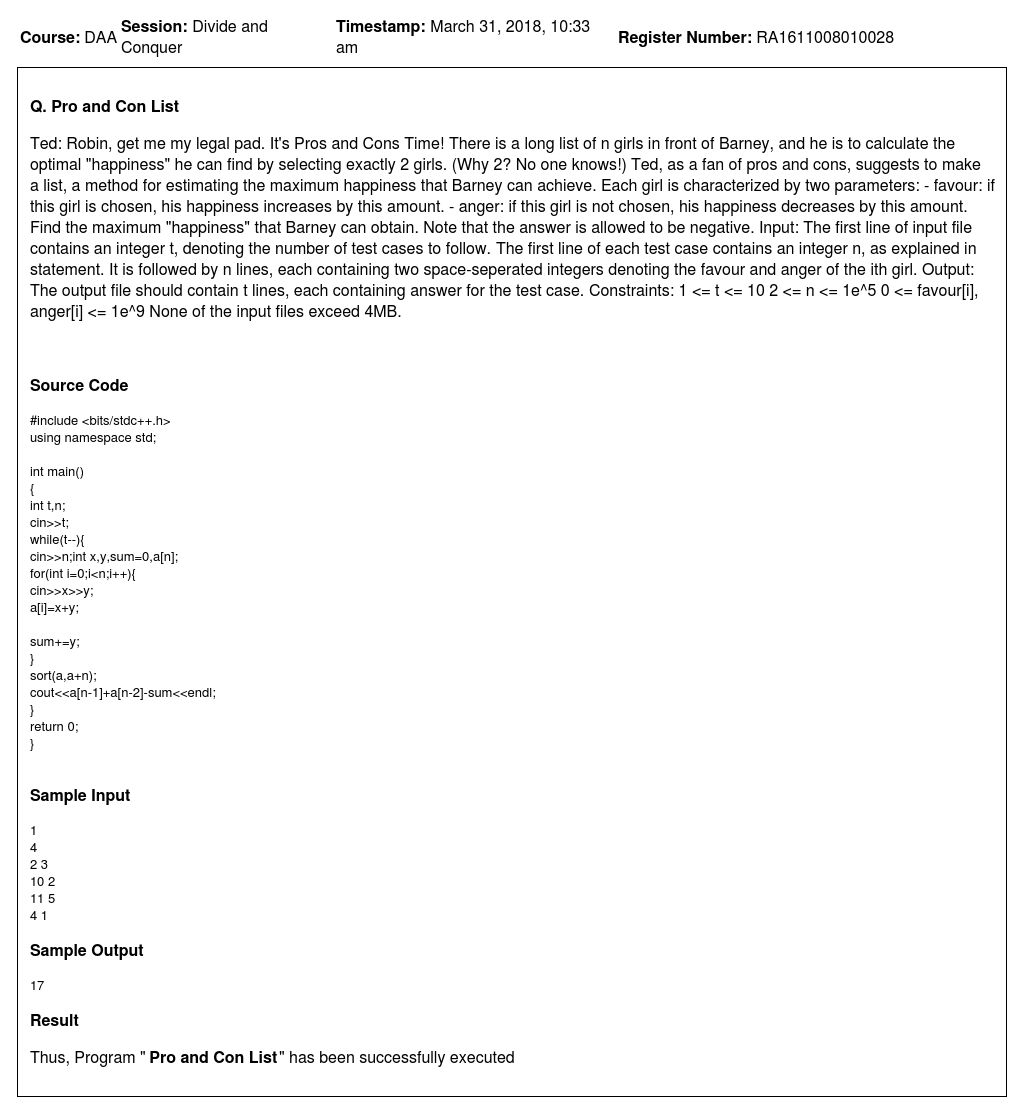 Course: DAA Session: Divide and Conquer Timestamp: March 31, 2018, 10:33 am Register Number: RA1611008010028
Q. Pro and Con List
Ted: Robin, get me my legal pad. It's Pros and Cons Time! There is a long list of n girls in front of Barney, and he is to calculate the
optimal "happiness" he can find by selecting exactly 2 girls. (Why 2? No one knows!) Ted, as a fan of pros and cons, suggests to make
a list, a method for estimating the maximum happiness that Barney can achieve. Each girl is characterized by two parameters: - favour: if
this girl is chosen, his happiness increases by this amount. - anger: if this girl is not chosen, his happiness decreases by this amount.
Find the maximum "happiness" that Barney can obtain. Note that the answer is allowed to be negative. Input: The first line of input file
contains an integer t, denoting the number of test cases to follow. The first line of each test case contains an integer n, as explained in
statement. It is followed by n lines, each containing two space-seperated integers denoting the favour and anger of the ith girl. Output:
The output file should contain t lines, each containing answer for the test case. Constraints: 1 <= t <= 10 2 <= n <= 1e^5 0 <= favour[i],
anger[i] <= 1e^9 None of the input files exceed 4MB.
Source Code
#include <bits/stdc++.h>
using namespace std;
int main()
{
int t,n;
cin>>t;
while(t--){
cin>>n;int x,y,sum=0,a[n];
for(int i=0;i<n;i++){
cin>>x>>y;
a[i]=x+y;
sum+=y;
}
sort(a,a+n);
cout<<a[n-1]+a[n-2]-sum<<endl;
}
return 0;
}
Sample Input
1
4
2 3
10 2
11 5
4 1
Sample Output
17
Result
Thus, Program " Pro and Con List" has been successfully executed